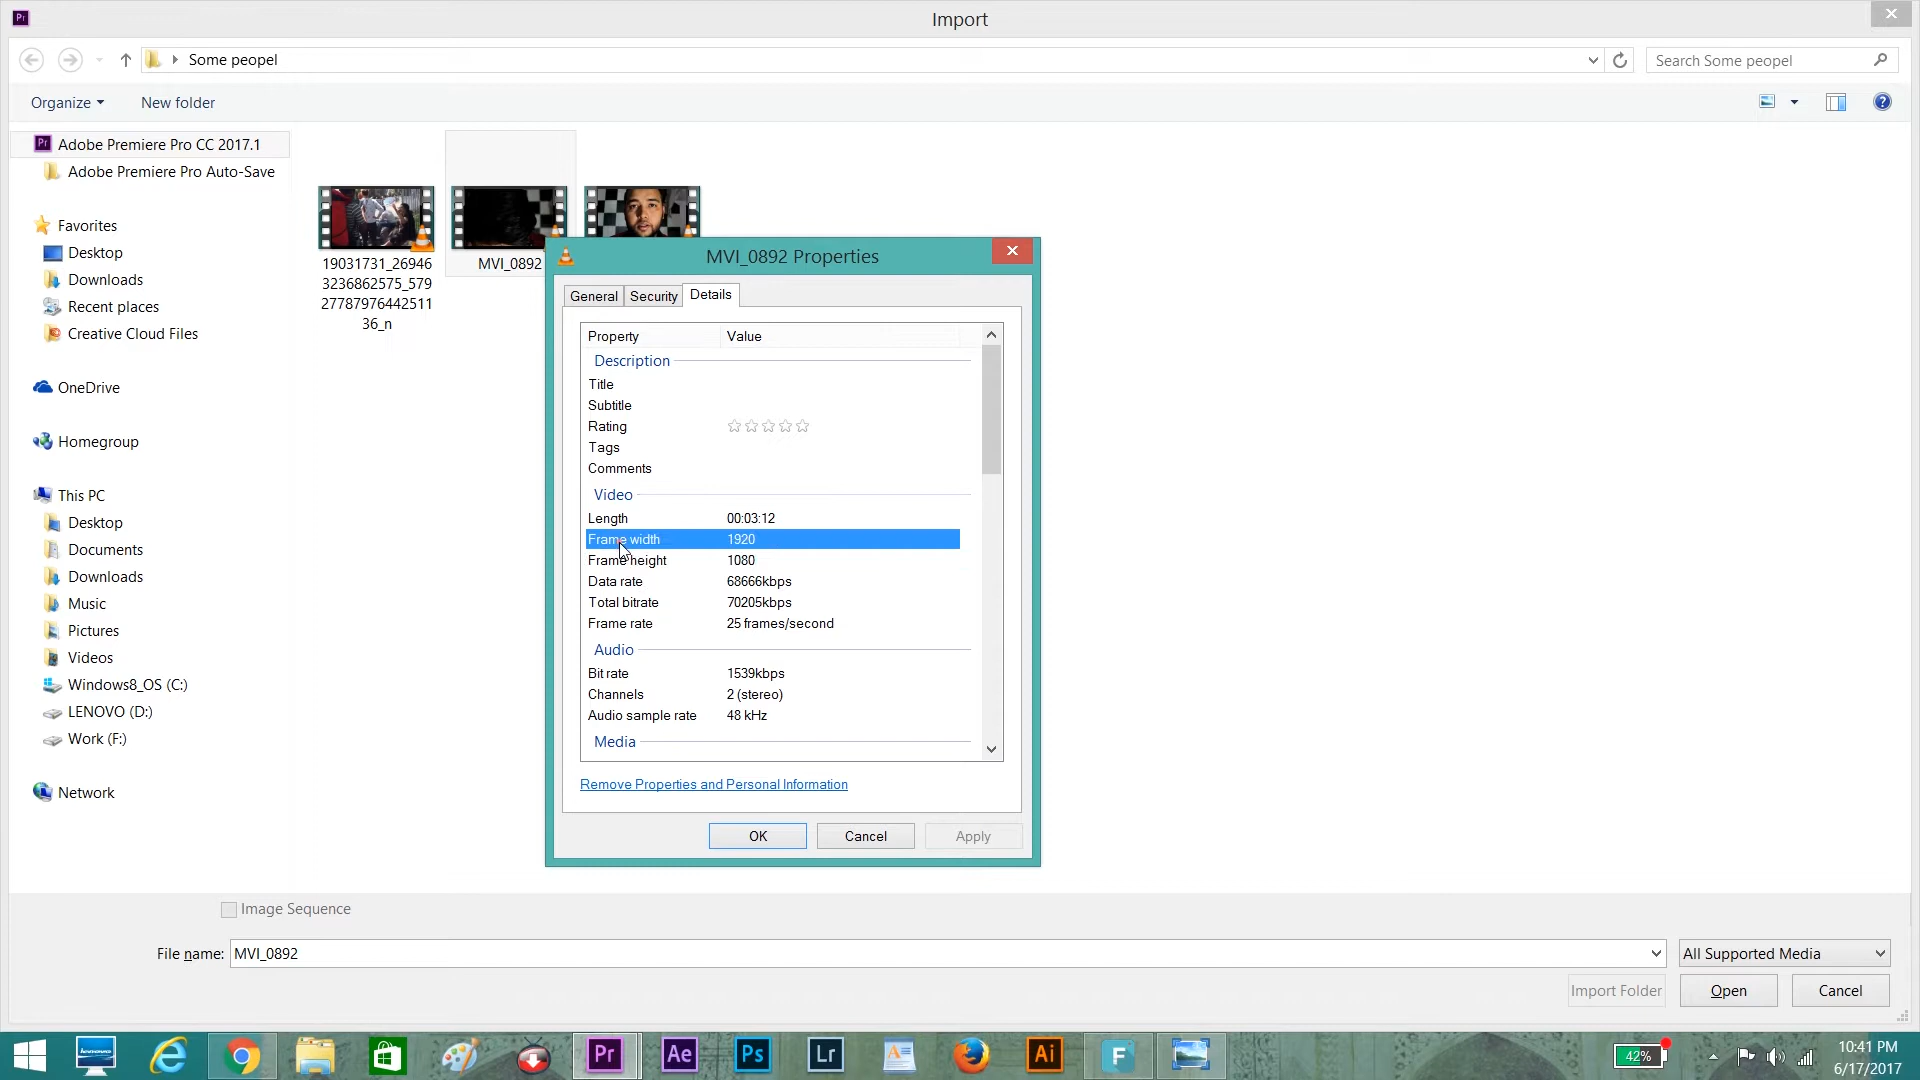 Pr
Import
Some peopel
Search Some peopel
Organize
New folder
Pr Adobe Premiere Pro CC 2017.1
Adobe Premiere Pro Auto-Save
Favorites
Desktop
Downloads
Recent places
Creative Cloud Files
OneDrive
Homegroup
This PC
Desktop
Documents
Downloads
Music
Pictures
Videos
Windows8_OS (C:)
LENOVO (D:)
Work (F:)
Network
19031731_26946
3236862575_579
27787976442511
36_n
MVI_0892
MVI_0892 Properties
General Security Details
Property Value
Description
Title
Subtitle
Rating
Tags
Comments
Video
Length 00:03:12
Frame width 1920
Frame height 1080
Data rate 68666kbps
Total bitrate 70205kbps
Frame rate 25 frames/second
Audio
Bit rate 1539kbps
Channels 2 (stereo)
Audio sample rate 48 kHz
Media
Remove Properties and Personal Information
OK Cancel Apply
Image Sequence
File name: MVI_0892 All Supported Media
Import Folder Open Cancel
lenovo Pr Ae Ps Lr Ai F 42% 10:41 PM
6/17/2017